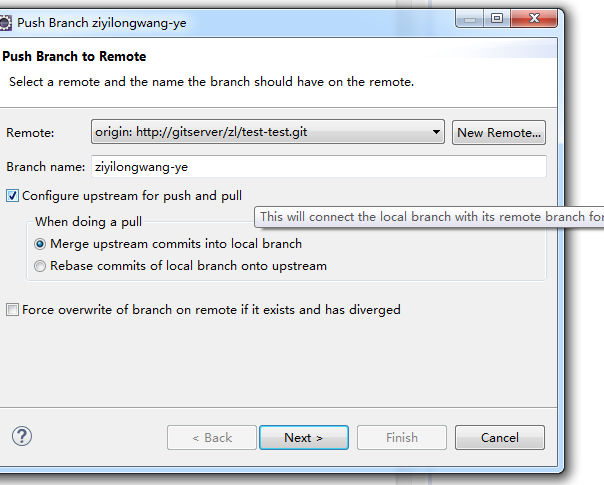 Push Branch ziyilongwang-ye
Push Branch to Remote
Select a remote and the name the branch should have on the remote.
Remote: origin: http://gitserver/zl/test-test.git New Remote...
Branch name: ziyilongwang-ye
Configure upstream for push and pull
This will connect the local branch with its remote branch for
When doing a pull
Merge upstream commits into local branch
Rebase commits of local branch onto upstream
Force overwrite of branch on remote if it exists and has diverged
? < Back Next > Finish Cancel